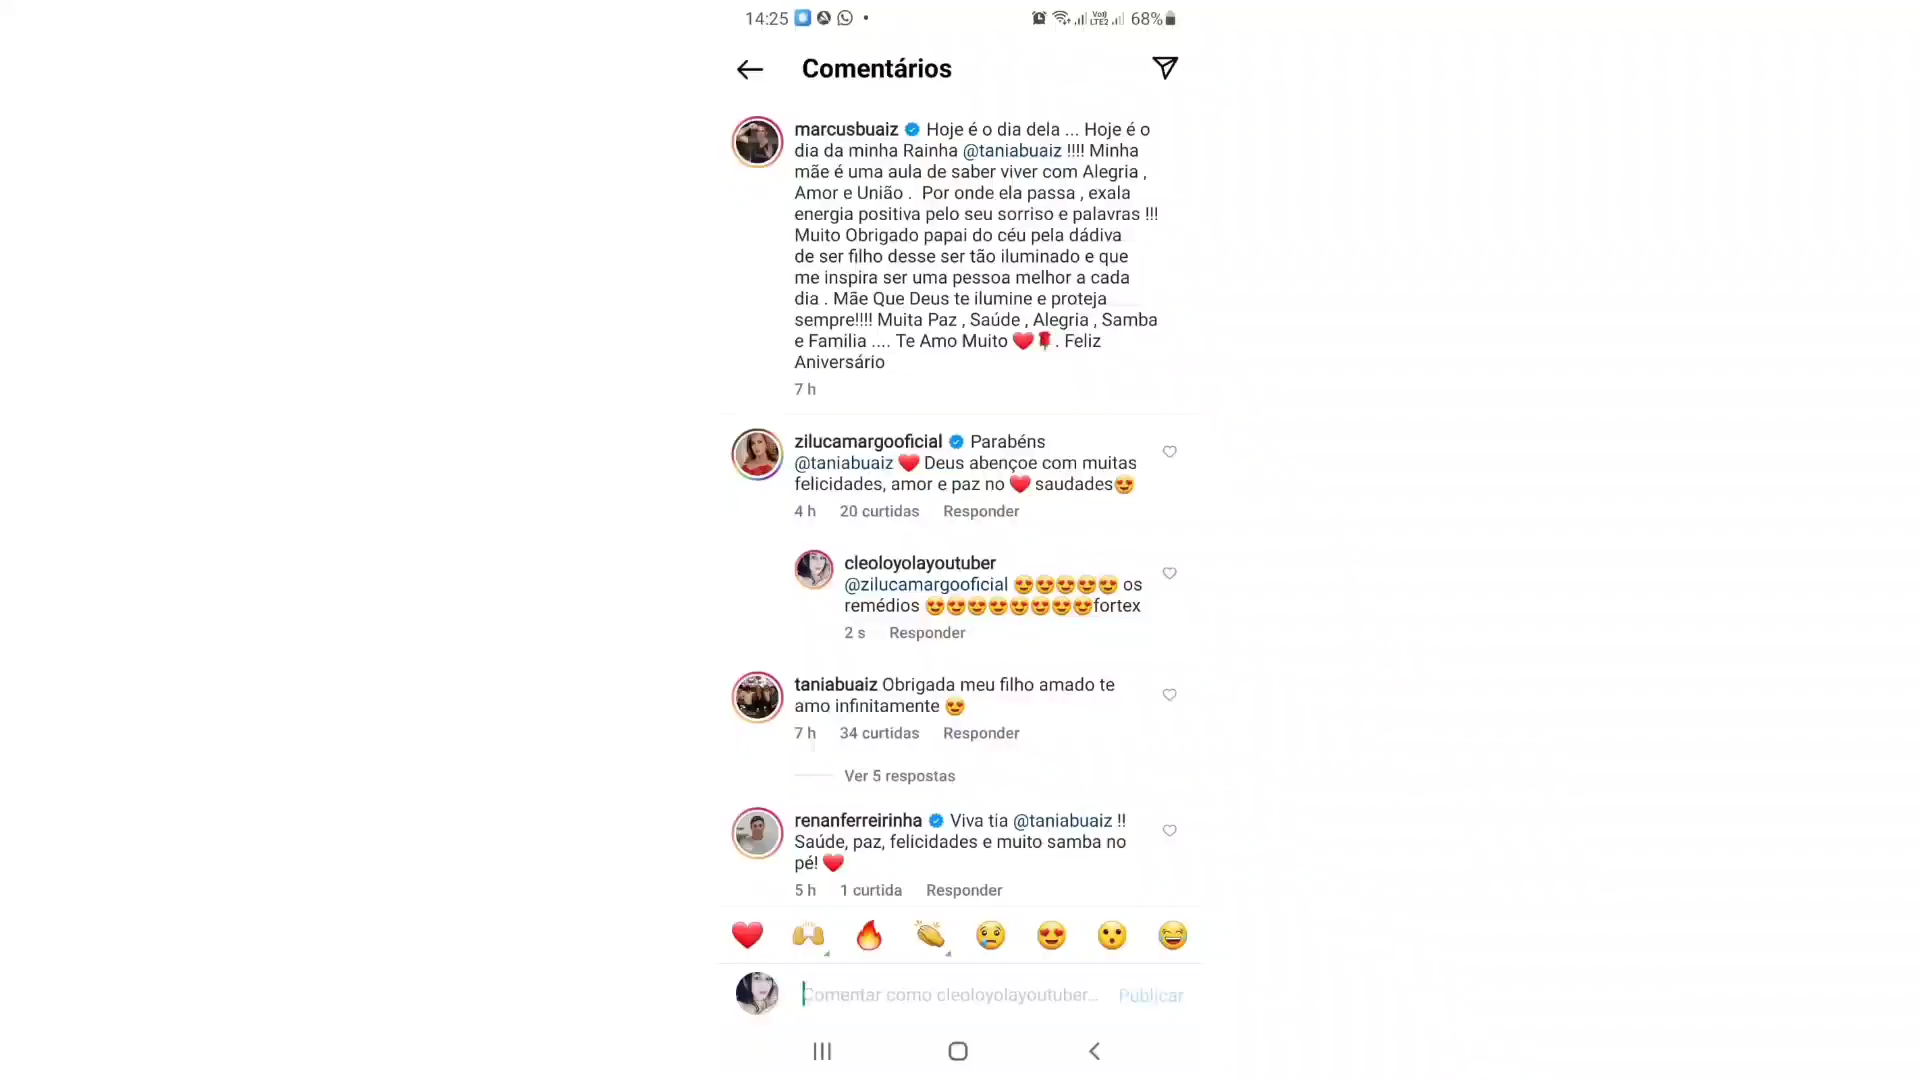 14:25 Vo) LTE2 68%
Comentários
marcusbuaiz Hoje é o dia dela ... Hoje é o
dia da minha Rainha @taniabuaiz !!!! Minha
mãe é uma aula de saber viver com Alegria ,
Amor e União . Por onde ela passa , exala
energia positiva pelo seu sorriso e palavras !!!
Muito Obrigado papai do céu pela dádiva
de ser filho desse ser tão iluminado e que
me inspira ser uma pessoa melhor a cada
dia . Mãe Que Deus te ilumine e proteja
sempre!!!! Muita Paz , Saúde , Alegria , Samba
e Familia .... Te Amo Muito ❤️🌹. Feliz
Aniversário
7 h
zilucamargooficial Parabéns
@taniabuaiz ❤️ Deus abençoe com muitas
felicidades, amor e paz no ❤️ saudades😍
4 h 20 curtidas Responder
cleoloyolayoutuber
@zilucamargooficial 😍😍😍😍😍 os
remédios 😍😍😍😍😍😍😍😍fortex
2 s Responder
taniabuaiz Obrigada meu filho amado te
amo infinitamente 😍
7 h 34 curtidas Responder
Ver 5 respostas
renanferreirinha Viva tia @taniabuaiz !!
Saúde, paz, felicidades e muito samba no
pé! ❤️
5 h 1 curtida Responder
Comentar como cleoloyolayoutuber... Publicar